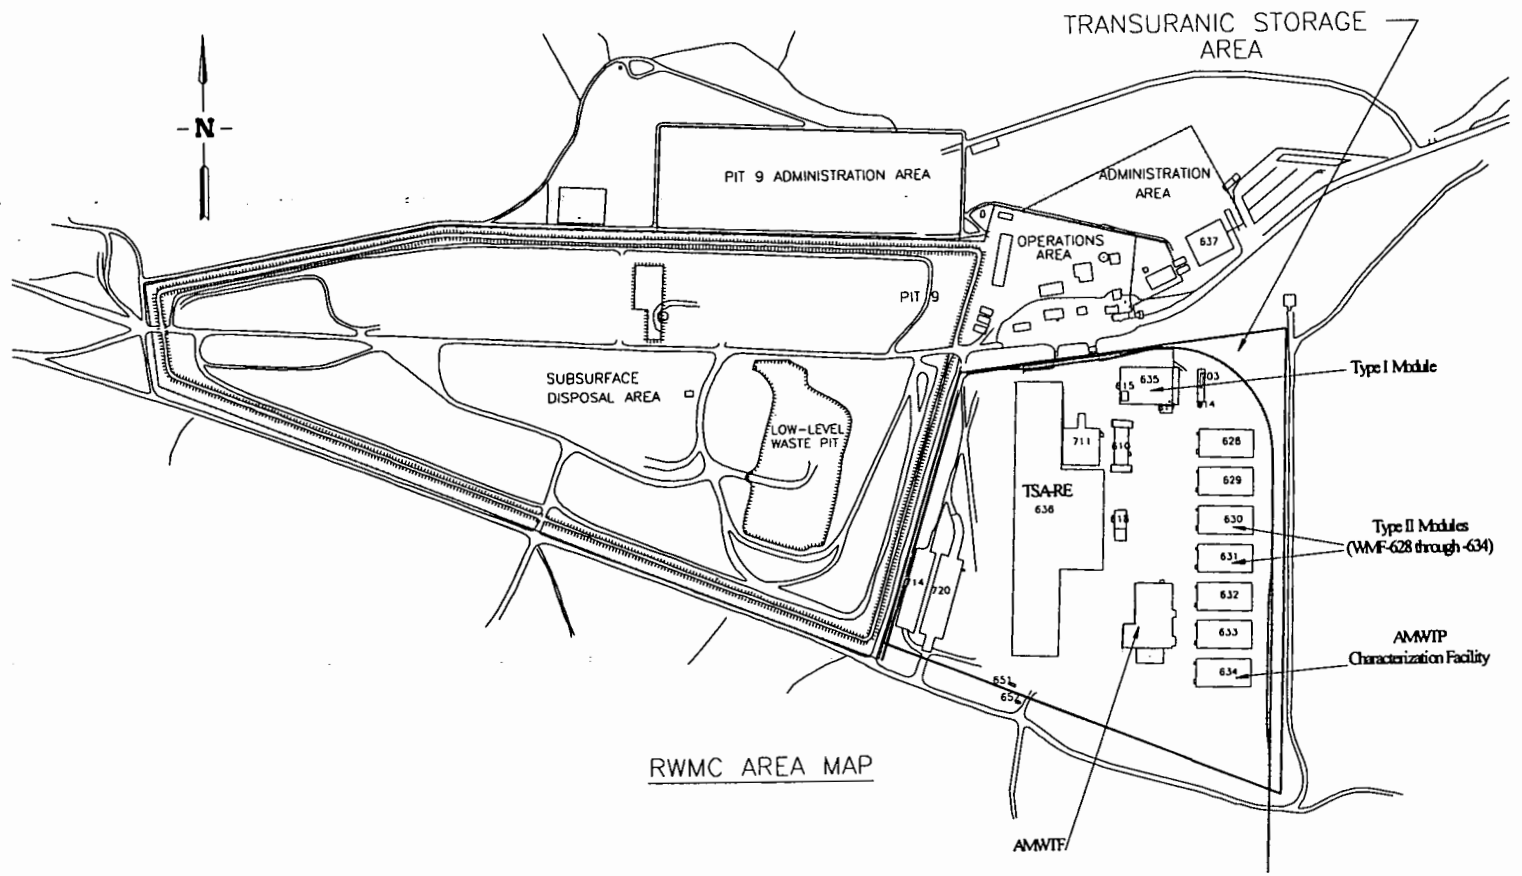 TRANSURANIC STORAGE
AREA
N
PIT 9 ADMINISTRATION AREA
ADMINISTRATION
AREA
637
OPERATIONS
AREA
PIT 9
SUBSURFACE
DISPOSAL AREA
LOW-LEVEL
WASTE PIT
635
615
703
Type I Module
711
610
628
629
TSA-RE
636
618
630
631
Type II Modules
(WMF-628 through -634)
632
714
720
633
634
AMWTP
Characterization Facility
651
652
RWMC AREA MAP
AMWTF